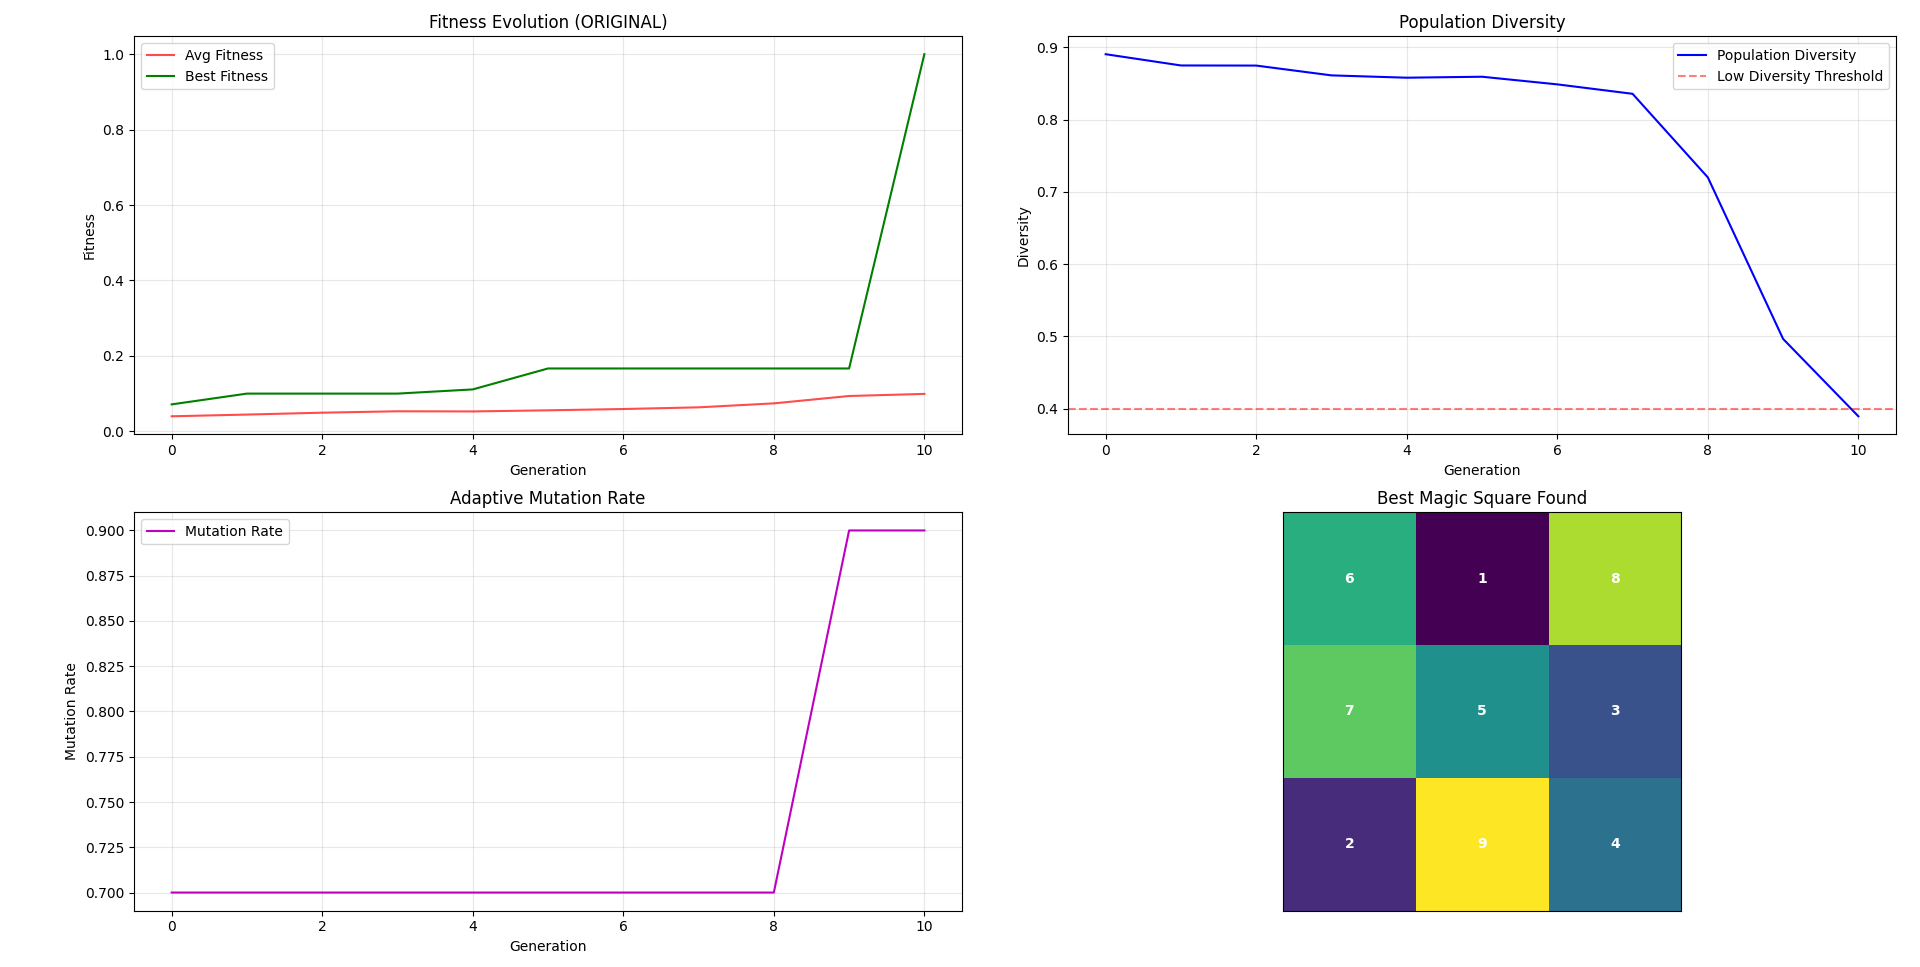 Fitness Evolution (ORIGINAL)
Avg Fitness
Best Fitness
1.0
0.8
0.6
0.4
0.2
0.0
Fitness
0 2 4 6 8 10
Generation
Population Diversity
Population Diversity
Low Diversity Threshold
0.9
0.8
0.7
0.6
0.5
0.4
Diversity
0 2 4 6 8 10
Generation
Adaptive Mutation Rate
Mutation Rate
0.900
0.875
0.850
0.825
0.800
0.775
0.750
0.725
0.700
Mutation Rate
0 2 4 6 8 10
Generation
Best Magic Square Found
6 1 8
7 5 3
2 9 4